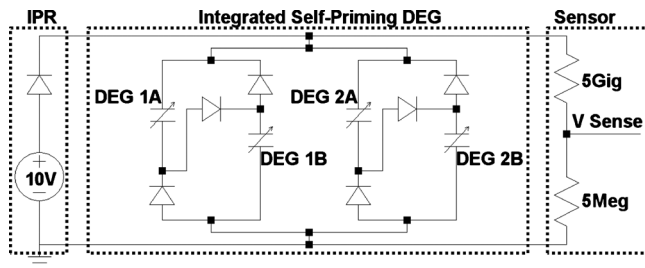 IPR
Integrated Self-Priming DEG
Sensor
DEG 1A
DEG 2A
5Gig
V Sense
DEG 1B
DEG 2B
10V
5Meg